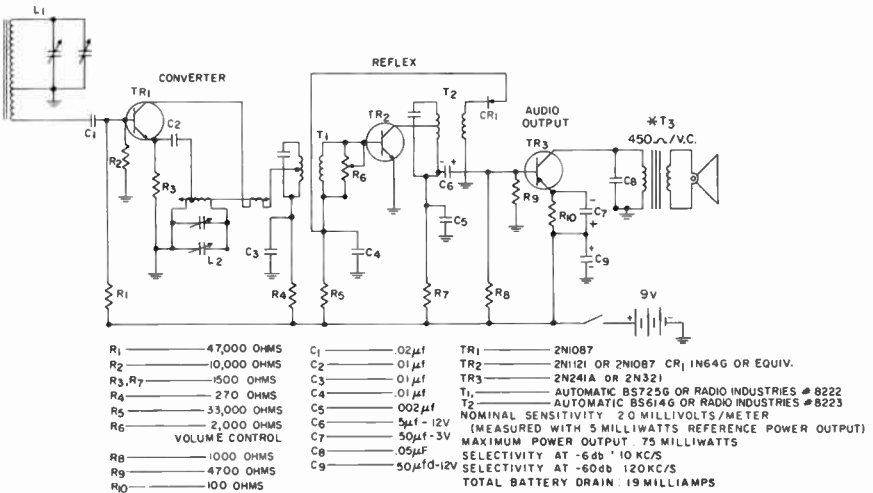 L1
CONVERTER
REFLEX
AUDIO
OUTPUT
TR1
C1
C2
R2
R3
L2
T1
TR2
T2
CR1
R6
- +
C6
TR3
*T3
450Ω/V.C.
C8
R9
R10
C7
-
+
C3
C4
C5
C9
+
-
R1
R4
R5
R7
R8
9V
+ -
R1 47,000 OHMS
R2 10,000 OHMS
R3,R7 1500 OHMS
R4 270 OHMS
R5 33,000 OHMS
R6 2,000 OHMS
VOLUME CONTROL
R8 1000 OHMS
R9 4700 OHMS
R10 100 OHMS
C1 .02µf
C2 .01µf
C3 .01µf
C4 .01µf
C5 002µf
C6 5µf-12V
C7 50µf-3V
C8 .05µF
C9 50µfd-12V
TR1 2N1087
TR2 2N1121 OR 2N1087 CR1 1N64G OR EQUIV.
TR3 2N241A OR 2N321
T1, AUTOMATIC BS725G OR RADIO INDUSTRIES #8222
T2 AUTOMATIC BS614G OR RADIO INDUSTRIES #8223
NOMINAL SENSITIVITY 2.0 MILLIVOLTS/METER
(MEASURED WITH 5 MILLIWATTS REFERENCE POWER OUTPUT)
MAXIMUM POWER OUTPUT 75 MILLIWATTS
SELECTIVITY AT -6db 10 KC/S
SELECTIVITY AT -60db 120 KC/S
TOTAL BATTERY DRAIN 19 MILLIAMPS